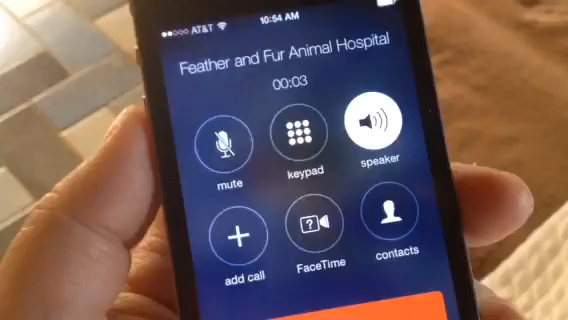 AT&T 10:54 AM
Feather and Fur Animal Hospital
00:03
mute keypad speaker
add call FaceTime contacts